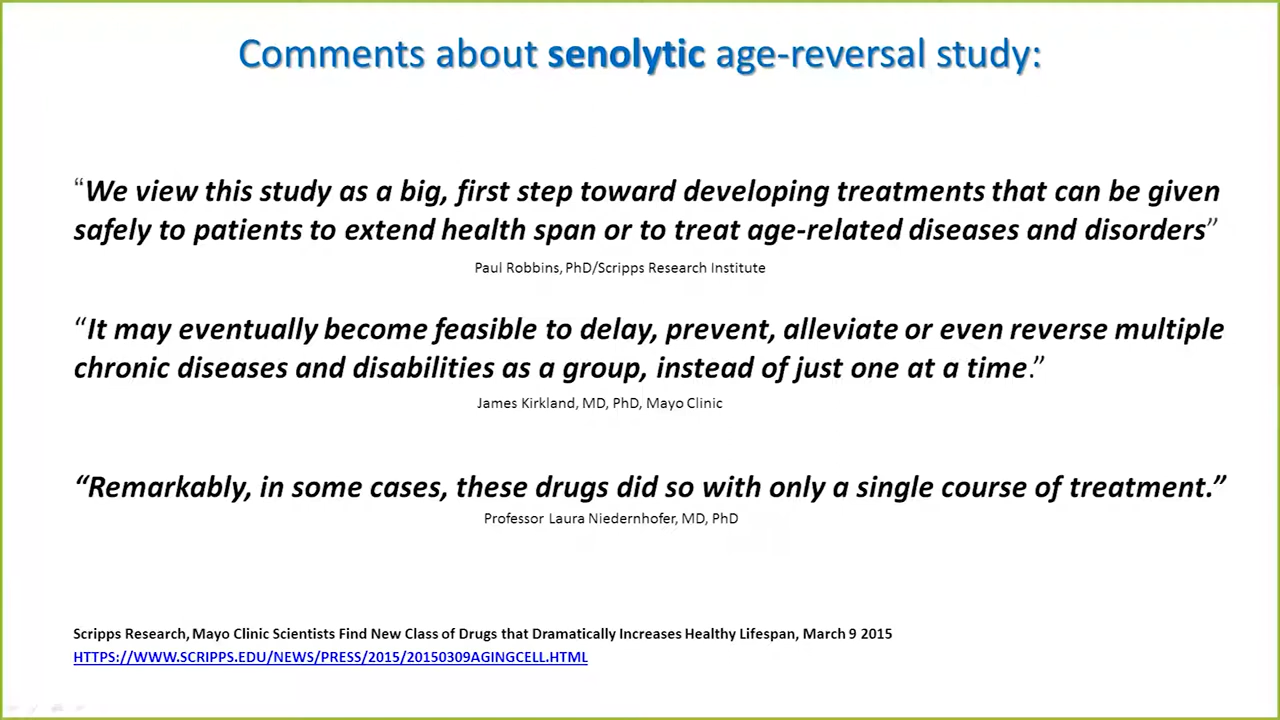 Comments about senolytic age-reversal study:
“We view this study as a big, first step toward developing treatments that can be given
safely to patients to extend health span or to treat age-related diseases and disorders”
Paul Robbins, PhD/Scripps Research Institute
“It may eventually become feasible to delay, prevent, alleviate or even reverse multiple
chronic diseases and disabilities as a group, instead of just one at a time.”
James Kirkland, MD, PhD, Mayo Clinic
“Remarkably, in some cases, these drugs did so with only a single course of treatment.”
Professor Laura Niedernhofer, MD, PhD
Scripps Research, Mayo Clinic Scientists Find New Class of Drugs that Dramatically Increases Healthy Lifespan, March 9 2015
HTTPS://WWW.SCRIPPS.EDU/NEWS/PRESS/2015/20150309AGINGCELL.HTML